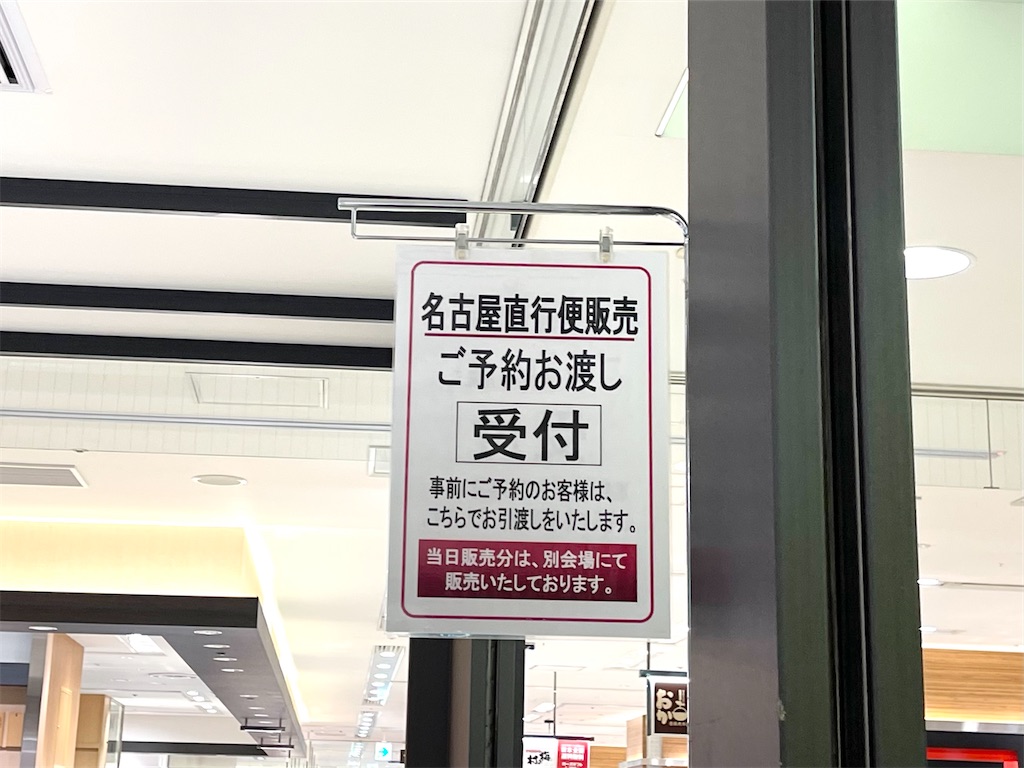 名古屋直行便販売
ご予約お渡し
受付
事前にご予約のお客様は、
こちらでお引渡しをいたします。
当日販売分は、別会場にて
販売いたしております。